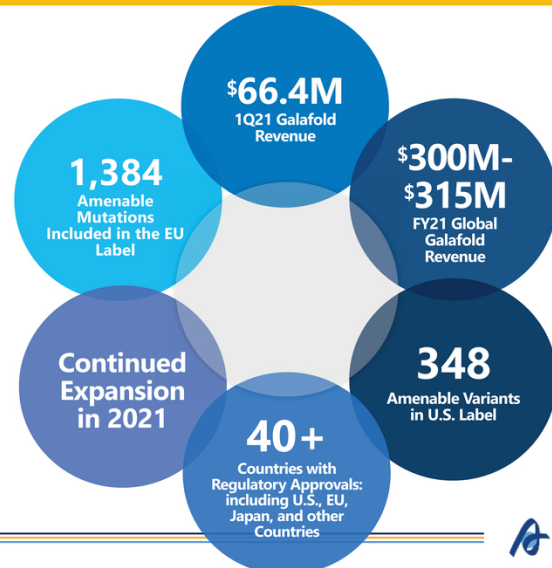 $66.4M
1Q21 Galafold
Revenue
$300M-
$315M
FY21 Global
Galafold
Revenue
348
Amenable Variants
in U.S. Label
40+
Countries with
Regulatory Approvals:
including U.S., EU,
Japan, and other
Countries
Continued
Expansion
in 2021
1,384
Amenable
Mutations
Included in the EU
Label